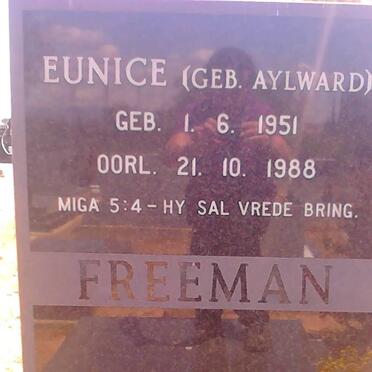 EUNICE (GEB. AYLWARD)
GEB. 1. 6. 1951
OORL. 21. 10. 1988
MIGA 5:4 - HY SAL VREDE BRING.
FREEMAN